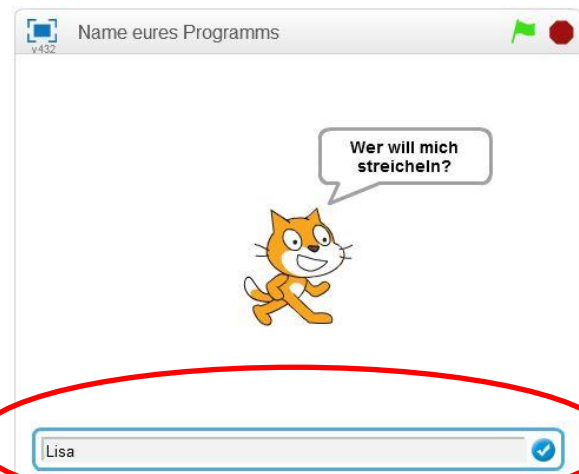 Name eures Programms
v432
Wer will mich
streicheln?
Lisa